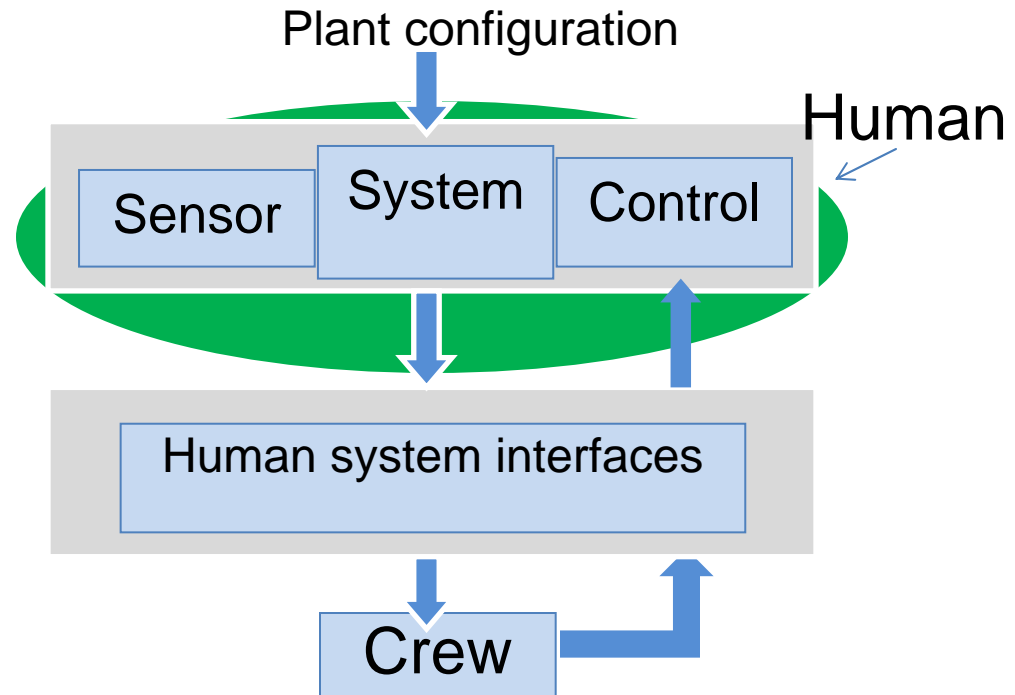 Plant configuration
Human
Sensor
System
Control
Human system interfaces
Crew